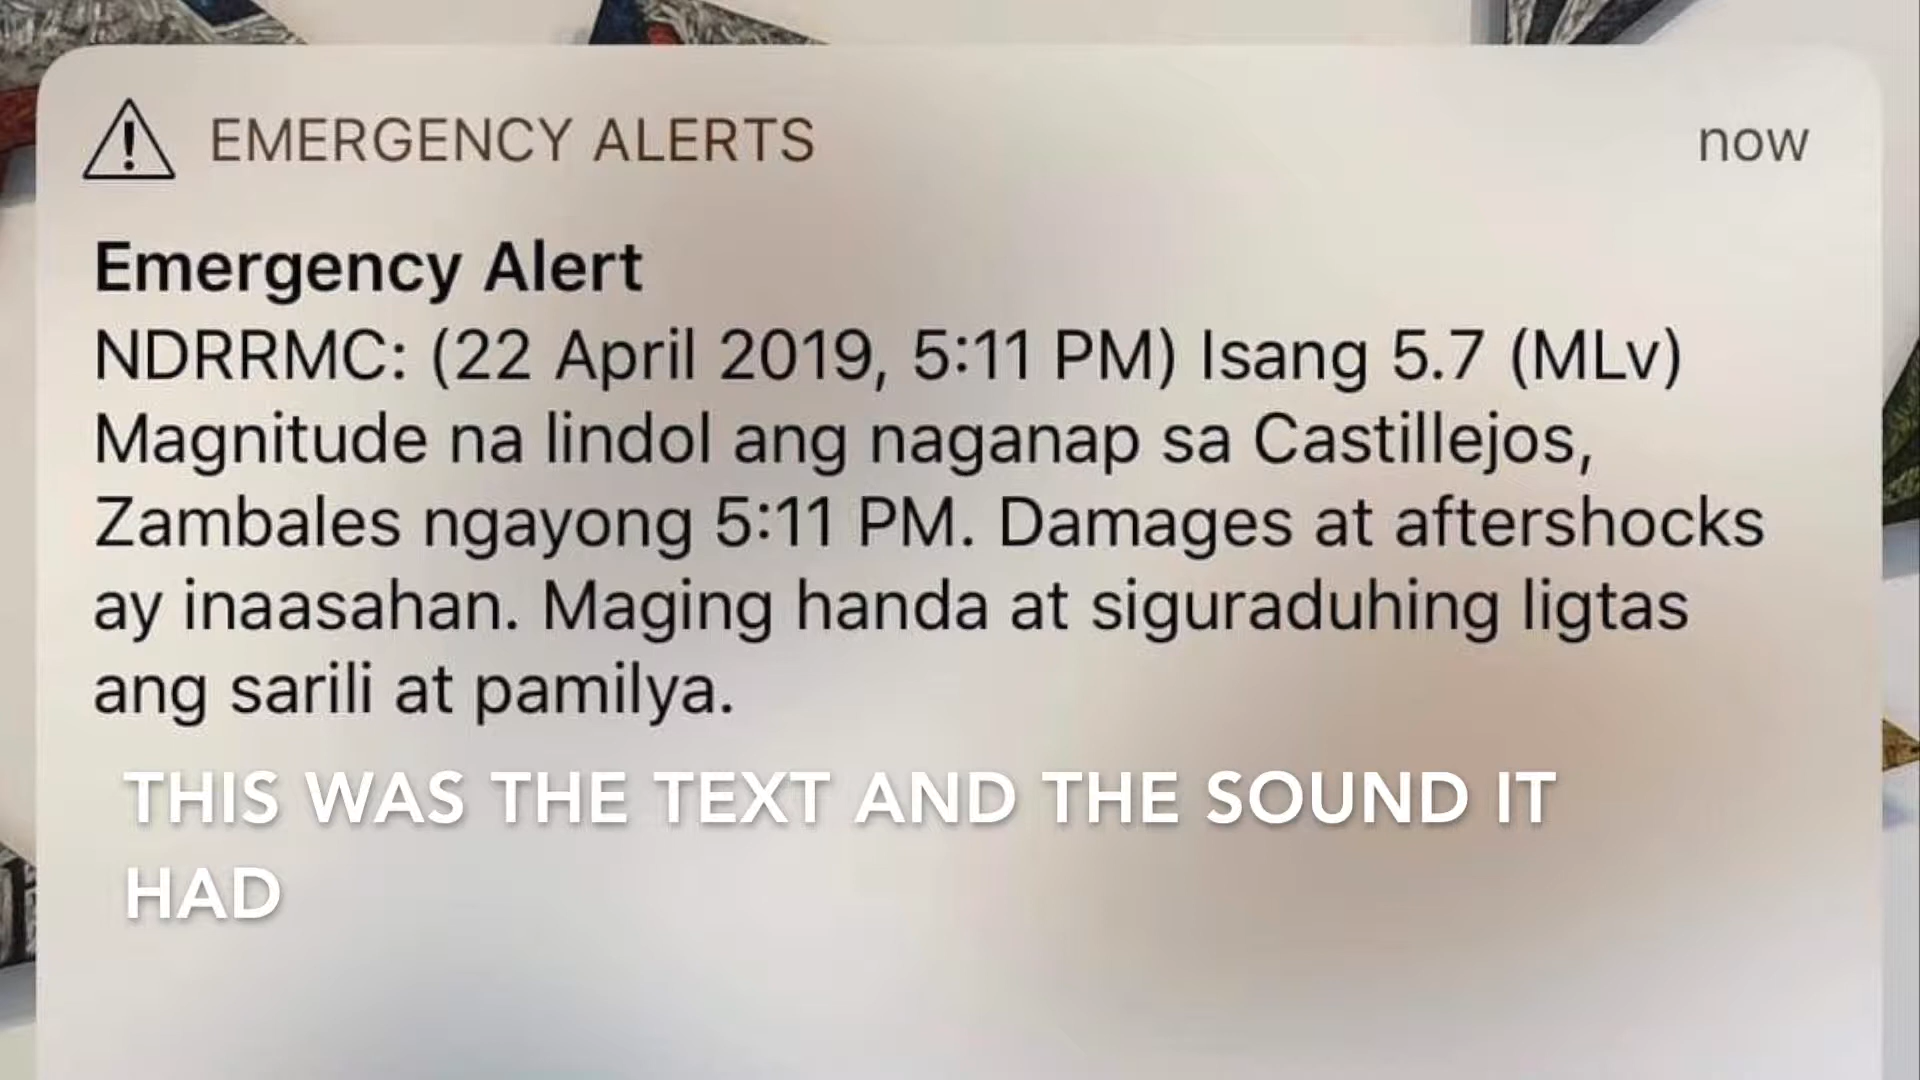 EMERGENCY ALERTS
now
Emergency Alert
NDRRMC: (22 April 2019, 5:11 PM) Isang 5.7 (MLv)
Magnitude na lindol ang naganap sa Castillejos,
Zambales ngayong 5:11 PM. Damages at aftershocks
ay inaasahan. Maging handa at siguraduhing ligtas
ang sarili at pamilya.
THIS WAS THE TEXT AND THE SOUND IT
HAD